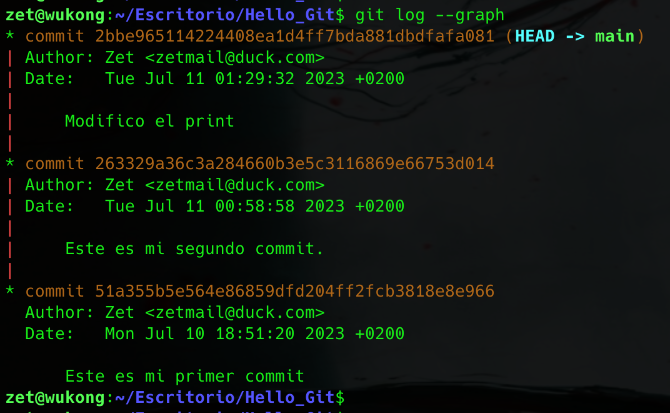 zet@wukong:~/Escritorio/Hello_Git$ git log --graph
* commit 2bbe965114224408ea1d4ff7bda881dbdfafa081 (HEAD -> main)
| Author: Zet <zetmail@duck.com>
| Date:   Tue Jul 11 01:29:32 2023 +0200
|
|     Modifico el print
|
* commit 263329a36c3a284660b3e5c3116869e66753d014
| Author: Zet <zetmail@duck.com>
| Date:   Tue Jul 11 00:58:58 2023 +0200
|
|     Este es mi segundo commit.
|
* commit 51a355b5e564e86859dfd204ff2fcb3818e8e966
  Author: Zet <zetmail@duck.com>
  Date:   Mon Jul 10 18:51:20 2023 +0200

      Este es mi primer commit
zet@wukong:~/Escritorio/Hello_Git$